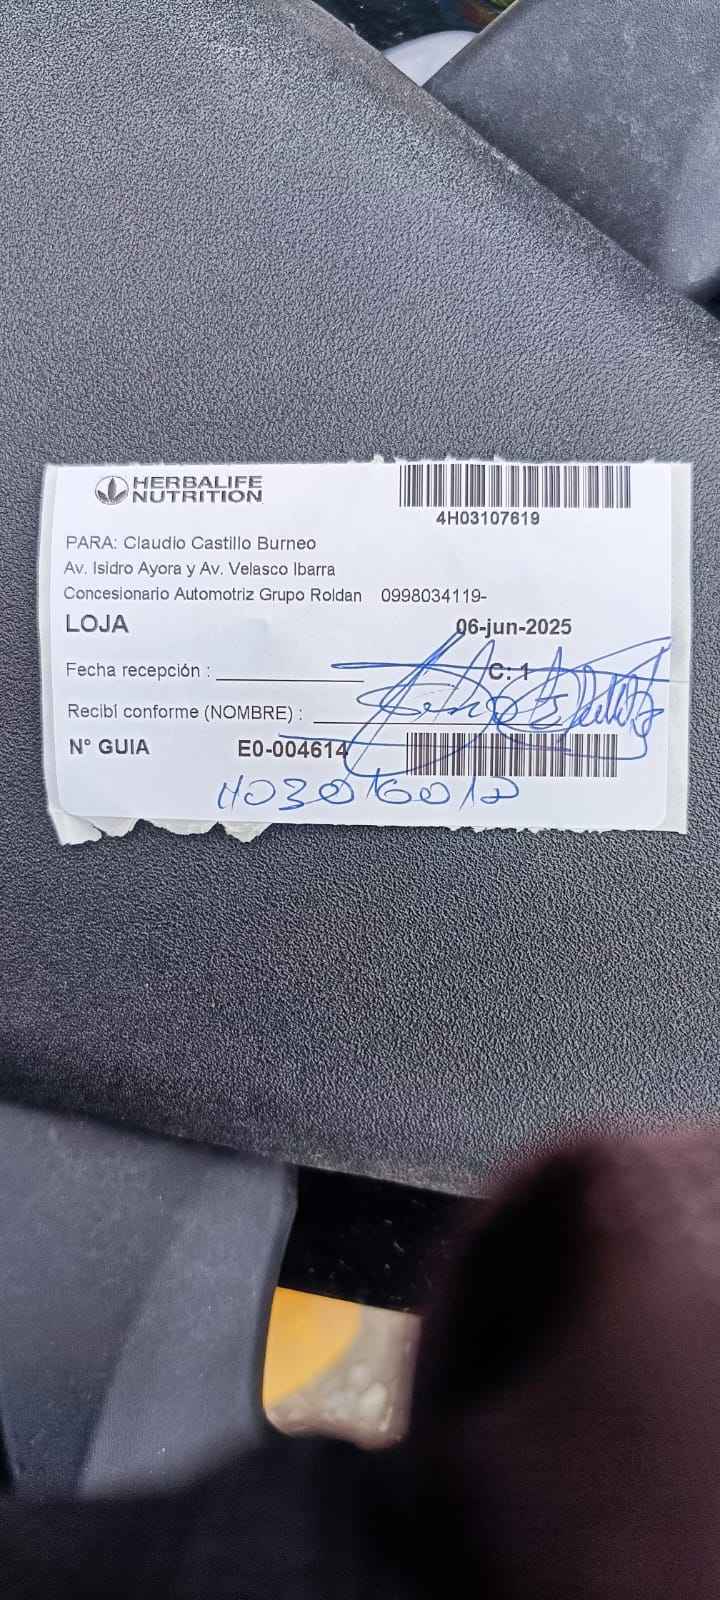 HERBALIFE
NUTRITION
4H03107619
PARA: Claudio Castillo Burneo
Av. Isidro Ayora y Av. Velasco Ibarra
Concesionario Automotriz Grupo Roldan 0998034119-
LOJA 06-jun-2025
Fecha recepción : C: 1
Recibí conforme (NOMBRE) :
N° GUIA E0-004614